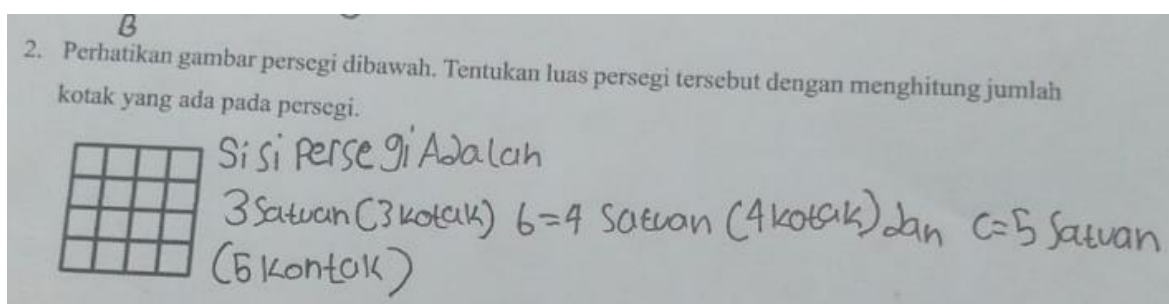 B
2. Perhatikan gambar persegi dibawah. Tentukan luas persegi tersebut dengan menghitung jumlah
kotak yang ada pada persegi.
Sisi Persegi Adalah
3 Satuan (3 kotak) 6=4 Satuan (4 kotak) dan C=5 Satuan
(5 kontak)